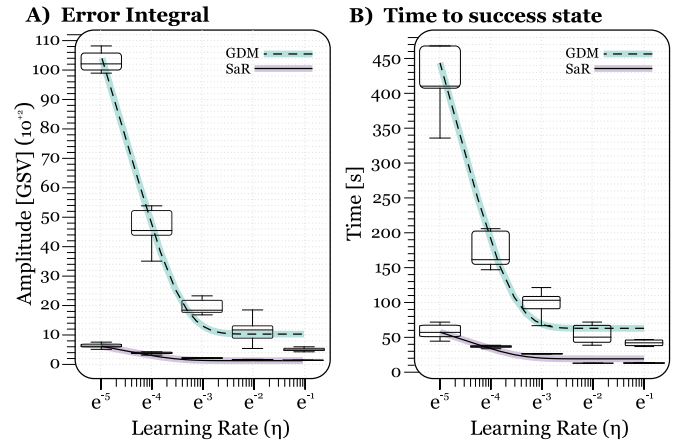 A) Error Integral
B) Time to success state
GDM
SaR
110
100
90
80
70
60
50
40
30
20
10
0
Amplitude [GSV] (10⁺²)
e⁻⁵ e⁻⁴ e⁻³ e⁻² e⁻¹
Learning Rate (η)
GDM
SaR
450
400
350
300
250
200
150
100
50
0
Time [s]
e⁻⁵ e⁻⁴ e⁻³ e⁻² e⁻¹
Learning Rate (η)